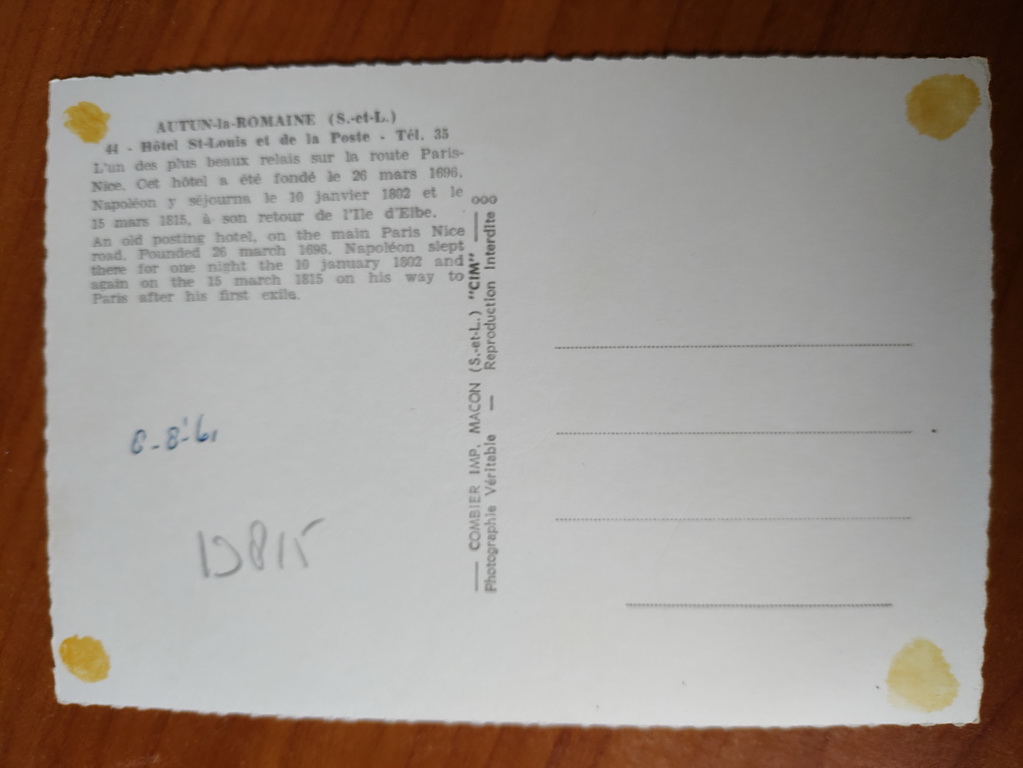 AUTUN-la-ROMAINE (S.-et-L.)
44 - Hôtel St-Louis et de la Poste - Tél. 35
L'un des plus beaux relais sur la route Paris-
Nice. Cet hôtel a été fondé le 26 mars 1696.
Napoléon y séjourna le 10 janvier 1802 et le
15 mars 1815, à son retour de l'Ile d'Elbe.
An old posting hotel, on the main Paris Nice
road. Founded 26 march 1696. Napoléon slept
there for one night the 10 january 1802 and
again on the 15 march 1815 on his way to
Paris after his first exile.
8-8-61
COMBIER IMP. MACON (S.-et-L.) "CIM"
Photographie Véritable — Reproduction Interdite